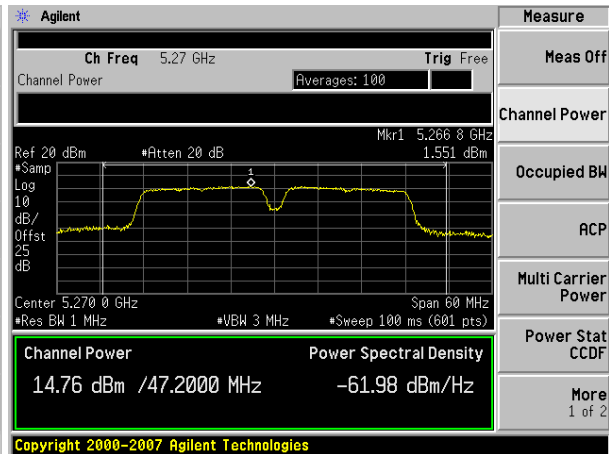 Agilent
Measure
Ch Freq 5.27 GHz Trig Free
Channel Power Averages: 100
Mkr1 5.266 8 GHz
Ref 20 dBm #Atten 20 dB 1.551 dBm
#Samp
Log
10
dB/
Offst
25
dB
1
Center 5.270 0 GHz Span 60 MHz
#Res BW 1 MHz #VBW 3 MHz #Sweep 100 ms (601 pts)
Channel Power Power Spectral Density
14.76 dBm /47.2000 MHz -61.98 dBm/Hz
Copyright 2000-2007 Agilent Technologies
Meas Off
Channel Power
Occupied BW
ACP
Multi Carrier
Power
Power Stat
CCDF
More
1 of 2